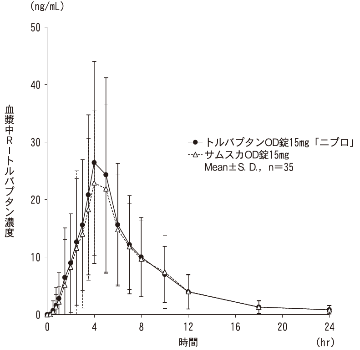 (ng/mL)
50
40
30
20
10
0
血漿中R-トルバプタン濃度
トルバプタンOD錠15mg「ニプロ」
サムスカOD錠15mg
Mean±S.D., n=35
0 4 8 12 16 20 24 (hr)
時間